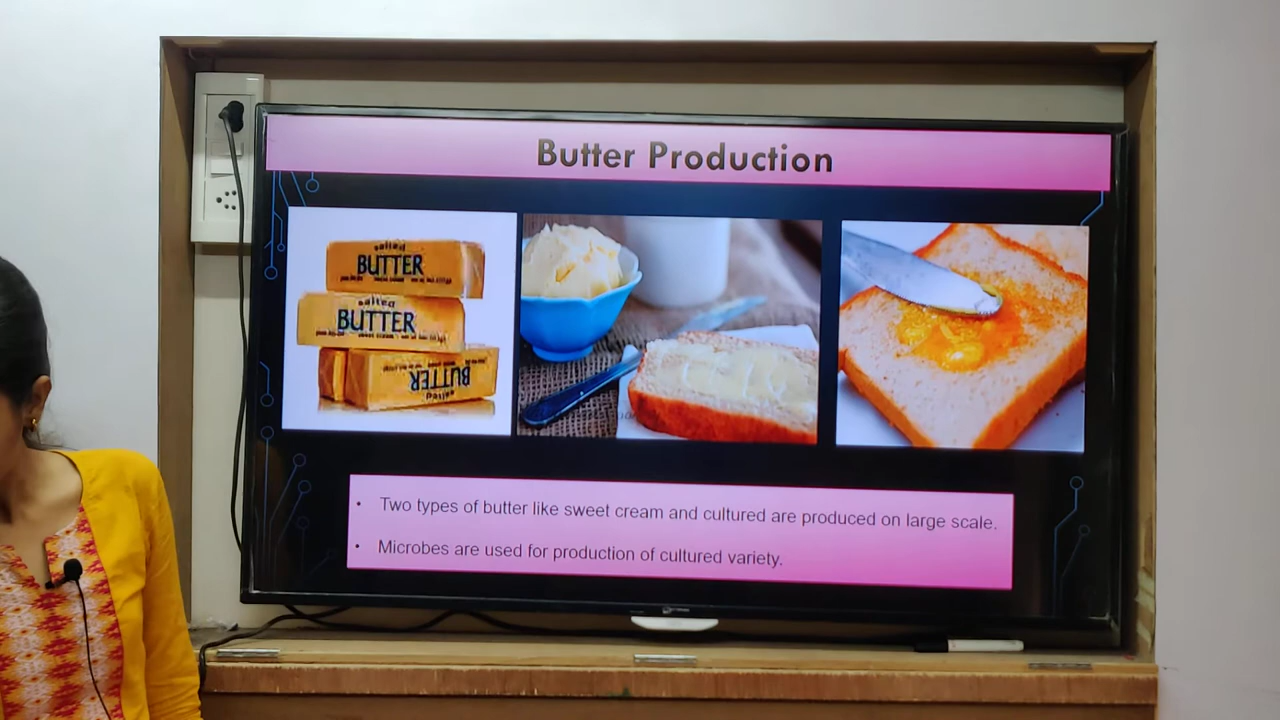 Butter Production
salted
BUTTER
salted
BUTTER
BUTTER
salted
• Two types of butter like sweet cream and cultured are produced on large scale.
• Microbes are used for production of cultured variety.